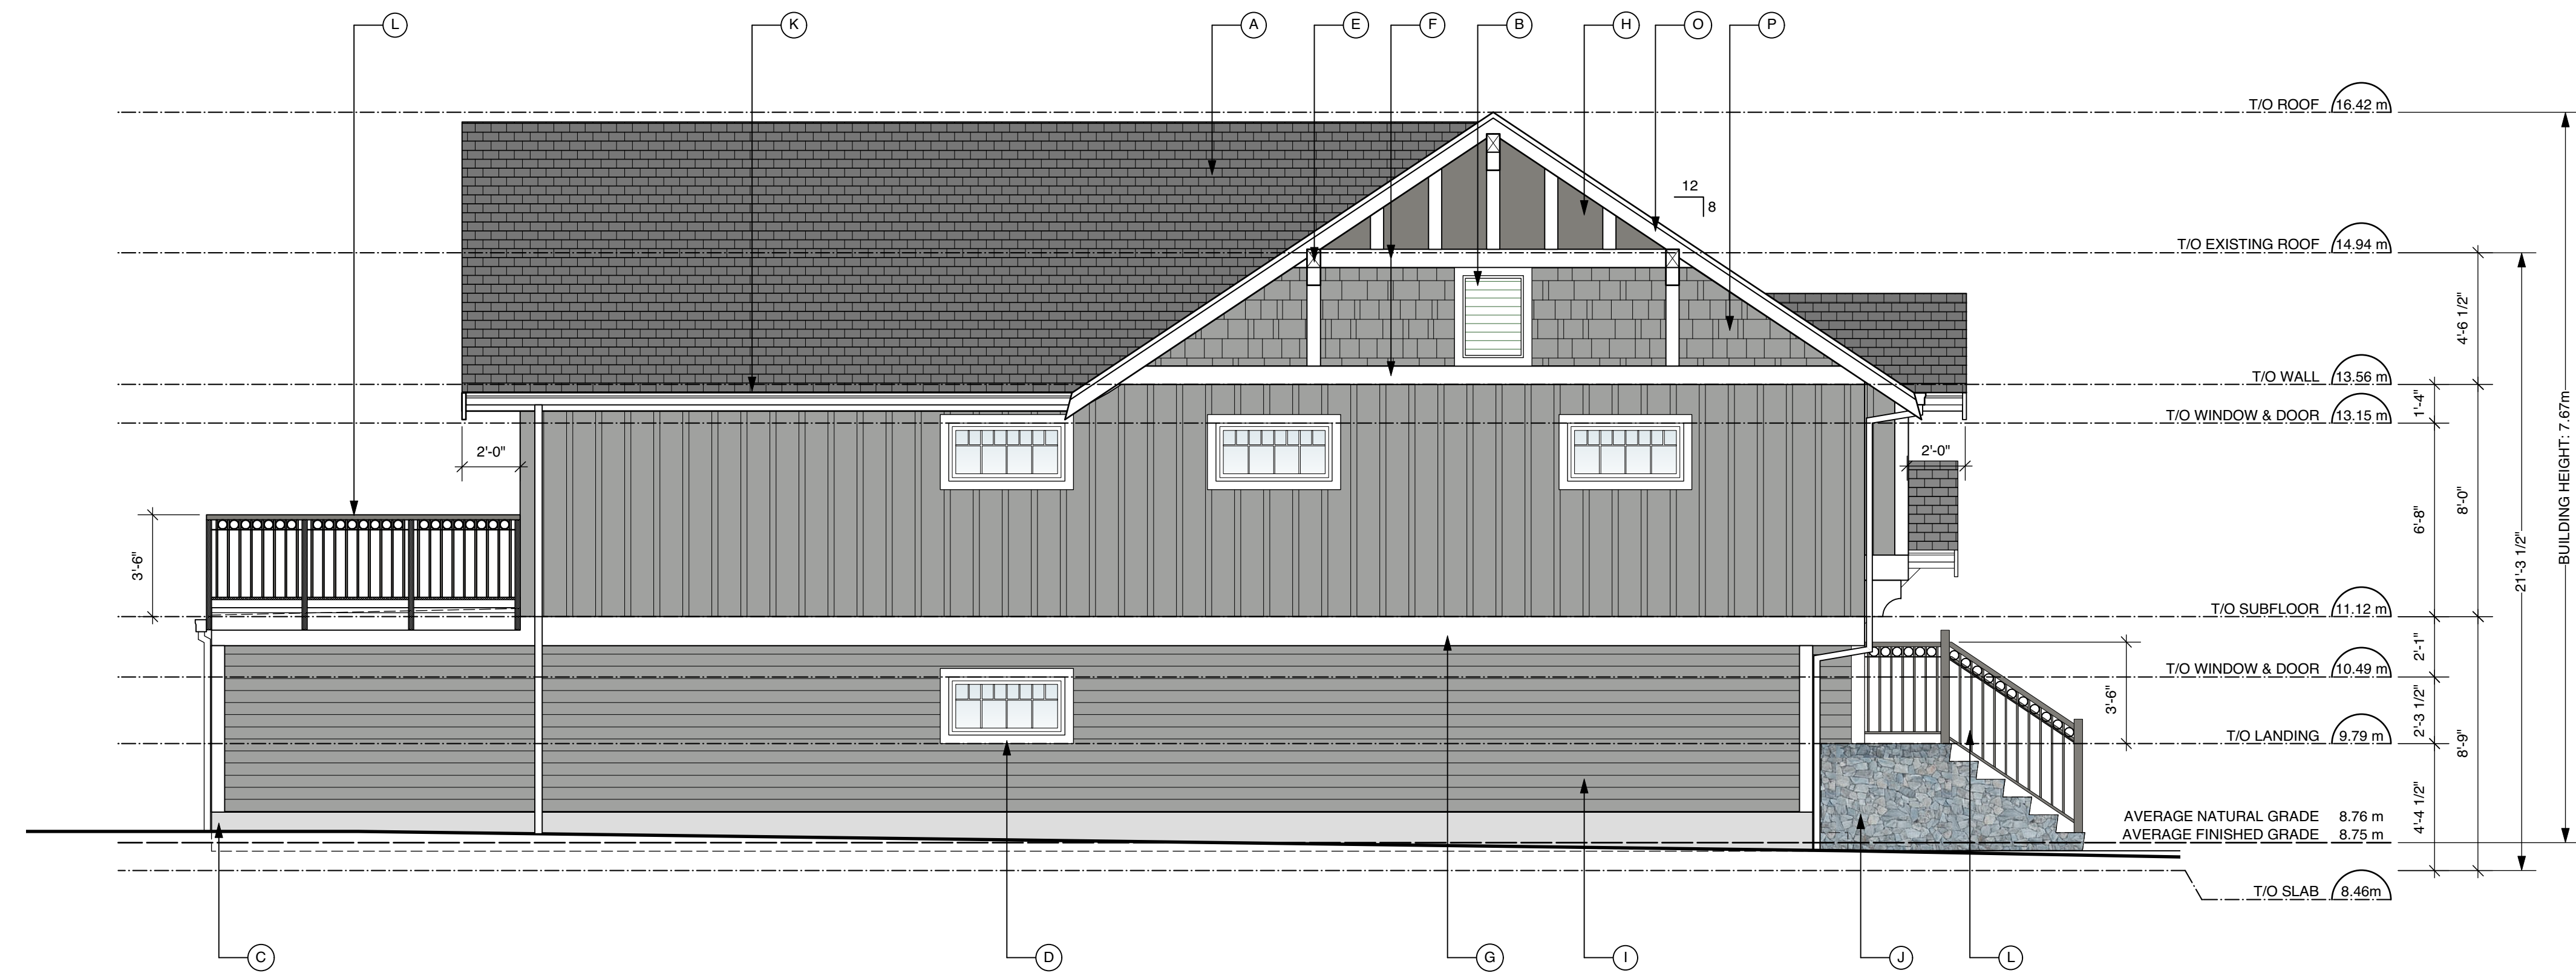 L K A E F B H O P
T/O ROOF 16.42 m
12
8
T/O EXISTING ROOF 14.94 m
4'-6 1/2"
T/O WALL 13.56 m
1'-4"
T/O WINDOW & DOOR 13.15 m
BUILDING HEIGHT: 7.67m
2'-0" 2'-0"
6'-8" 8'-0"
3'-6"
21'-3 1/2"
T/O SUBFLOOR 11.12 m
2'-1"
T/O WINDOW & DOOR 10.49 m
3'-6"
2'-3 1/2"
T/O LANDING 9.79 m
8'-9"
AVERAGE NATURAL GRADE 8.76 m
4'-4 1/2"
AVERAGE FINISHED GRADE 8.75 m
T/O SLAB 8.46m
C D G I J L